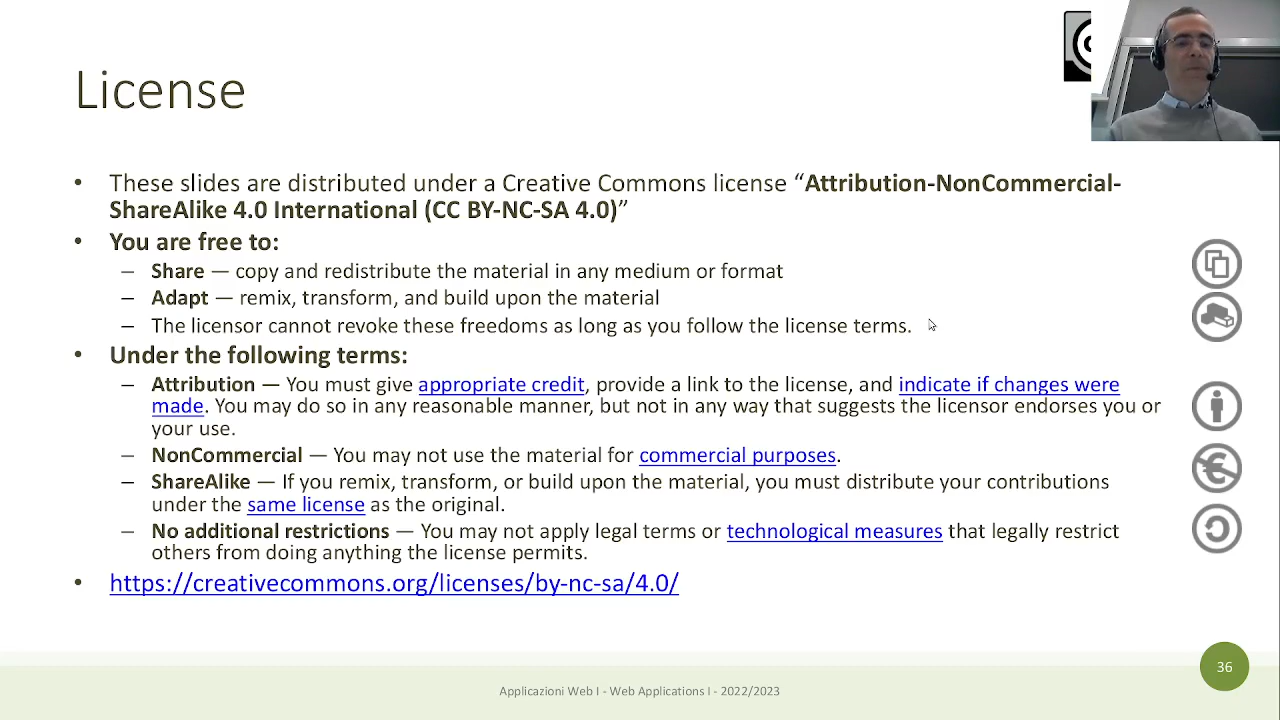 License
• These slides are distributed under a Creative Commons license “Attribution-NonCommercial-
ShareAlike 4.0 International (CC BY-NC-SA 4.0)”
• You are free to:
– Share — copy and redistribute the material in any medium or format
– Adapt — remix, transform, and build upon the material
– The licensor cannot revoke these freedoms as long as you follow the license terms.
• Under the following terms:
– Attribution — You must give appropriate credit, provide a link to the license, and indicate if changes were
made. You may do so in any reasonable manner, but not in any way that suggests the licensor endorses you or
your use.
– NonCommercial — You may not use the material for commercial purposes.
– ShareAlike — If you remix, transform, or build upon the material, you must distribute your contributions
under the same license as the original.
– No additional restrictions — You may not apply legal terms or technological measures that legally restrict
others from doing anything the license permits.
• https://creativecommons.org/licenses/by-nc-sa/4.0/
36
Applicazioni Web I - Web Applications I - 2022/2023